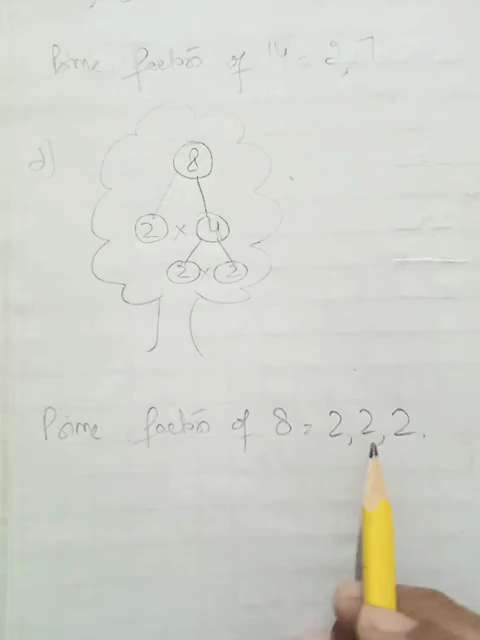 Prime factors of 14 = 2, 7
d)
8
2 × 4
2 × 2
Prime factors of 8 = 2, 2, 2.